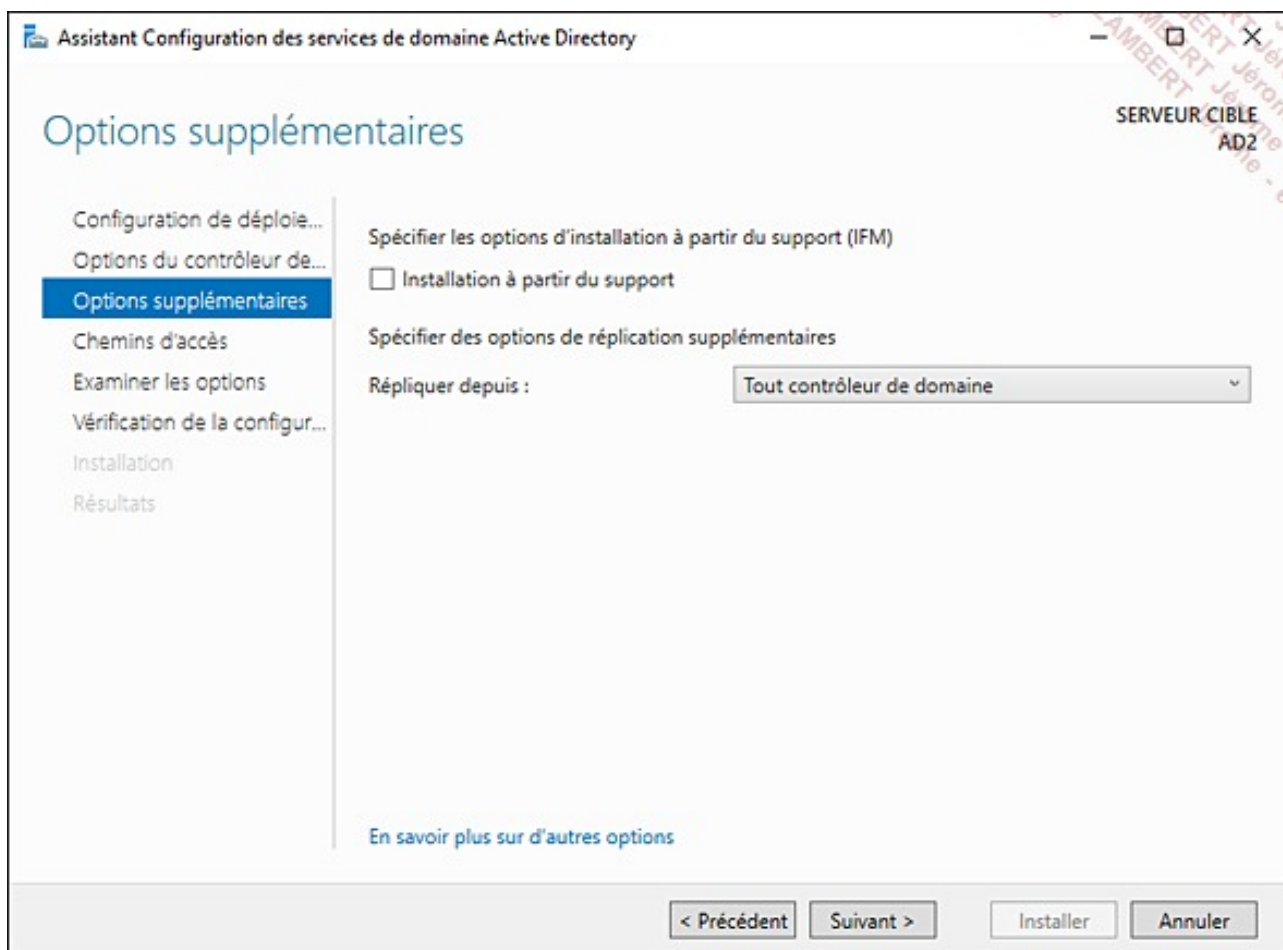 Assistant Configuration des services de domaine Active Directory
Options supplémentaires
SERVEUR CIBLE
AD2
Configuration de déploie...
Options du contrôleur de...
Options supplémentaires
Chemins d'accès
Examiner les options
Vérification de la configur...
Installation
Résultats
Spécifier les options d'installation à partir du support (IFM)
Installation à partir du support
Spécifier des options de réplication supplémentaires
Répliquer depuis :
Tout contrôleur de domaine
En savoir plus sur d'autres options
< Précédent
Suivant >
Installer
Annuler
LAMBERT Jérôme